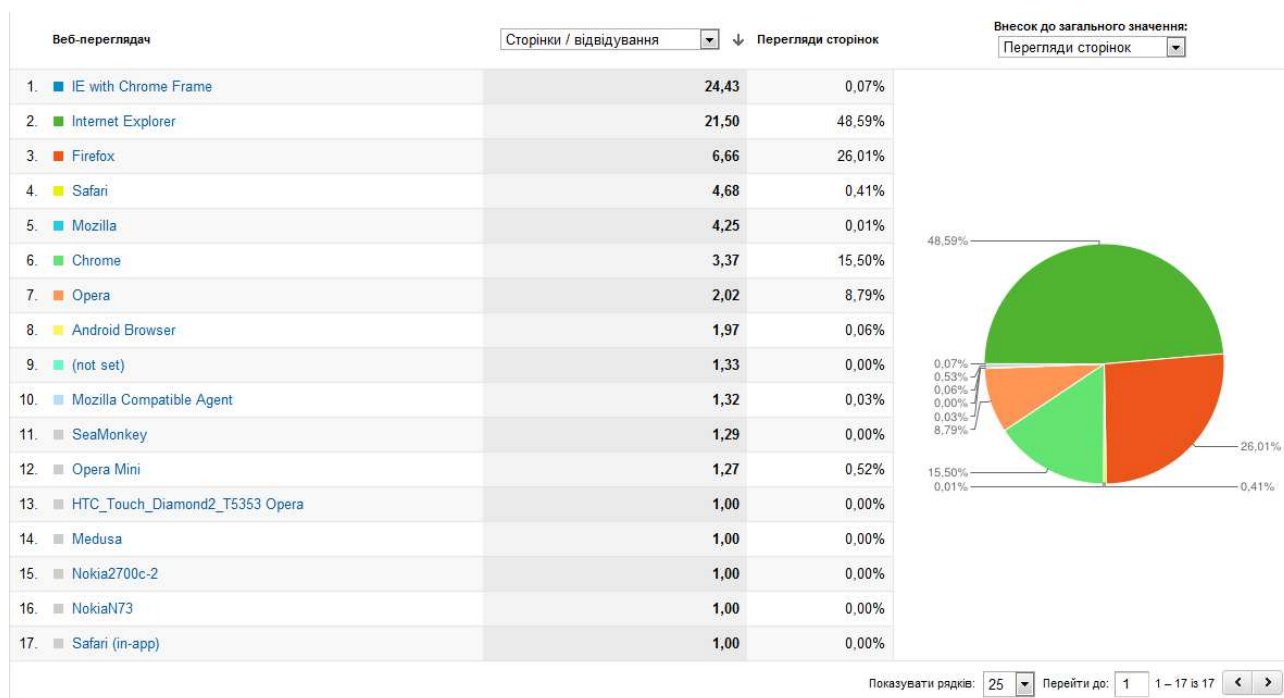 Веб-переглядач
Сторінки / відвідування
Перегляди сторінок
Внесок до загального значення:
Перегляди сторінок
1. IE with Chrome Frame 24,43 0,07%
2. Internet Explorer 21,50 48,59%
3. Firefox 6,66 26,01%
4. Safari 4,68 0,41%
5. Mozilla 4,25 0,01%
6. Chrome 3,37 15,50%
7. Opera 2,02 8,79%
8. Android Browser 1,97 0,06%
9. (not set) 1,33 0,00%
10. Mozilla Compatible Agent 1,32 0,03%
11. SeaMonkey 1,29 0,00%
12. Opera Mini 1,27 0,52%
13. HTC_Touch_Diamond2_T5353 Opera 1,00 0,00%
14. Medusa 1,00 0,00%
15. Nokia2700c-2 1,00 0,00%
16. NokiaN73 1,00 0,00%
17. Safari (in-app) 1,00 0,00%
48,59%
0,07%
0,53%
0,06%
0,00%
0,03%
8,79%
26,01%
15,50%
0,01%
0,41%
Показувати рядків: 25 Перейти до: 1 1 – 17 із 17